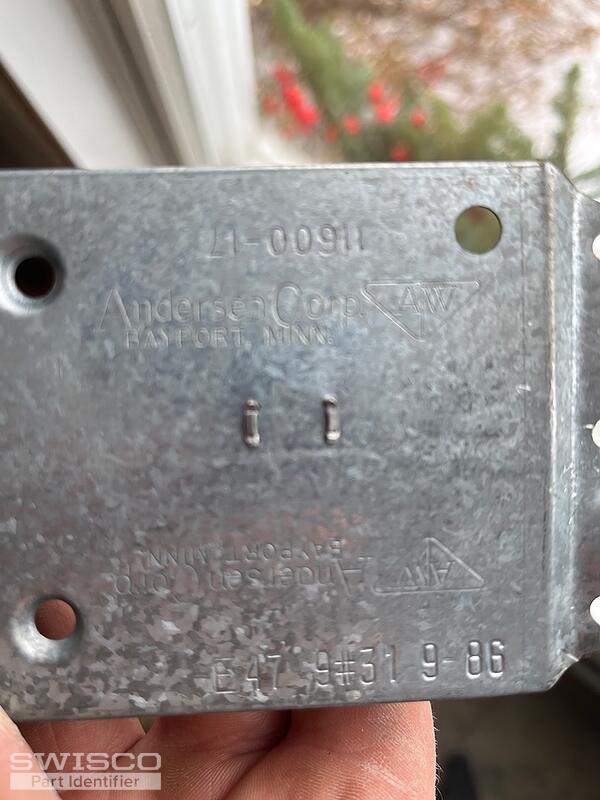 11600-17
Andersen Corp.
BAYPORT, MINN.
AW
Andersen Corp.
BAYPORT, MINN.
AW
E47 9#31 9-86
SWISCO
Part Identifier